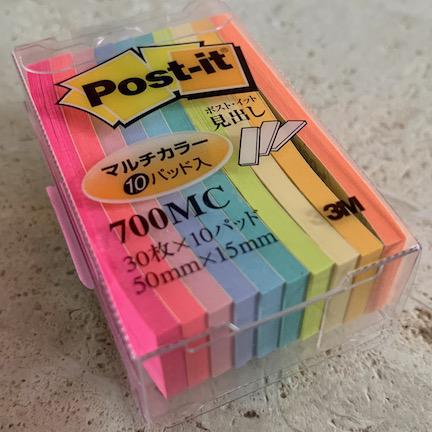 Post-it
ポスト・イット
見出し
マルチカラー
10パッド入
700MC
30枚×10パッド
50mm×15mm
3M